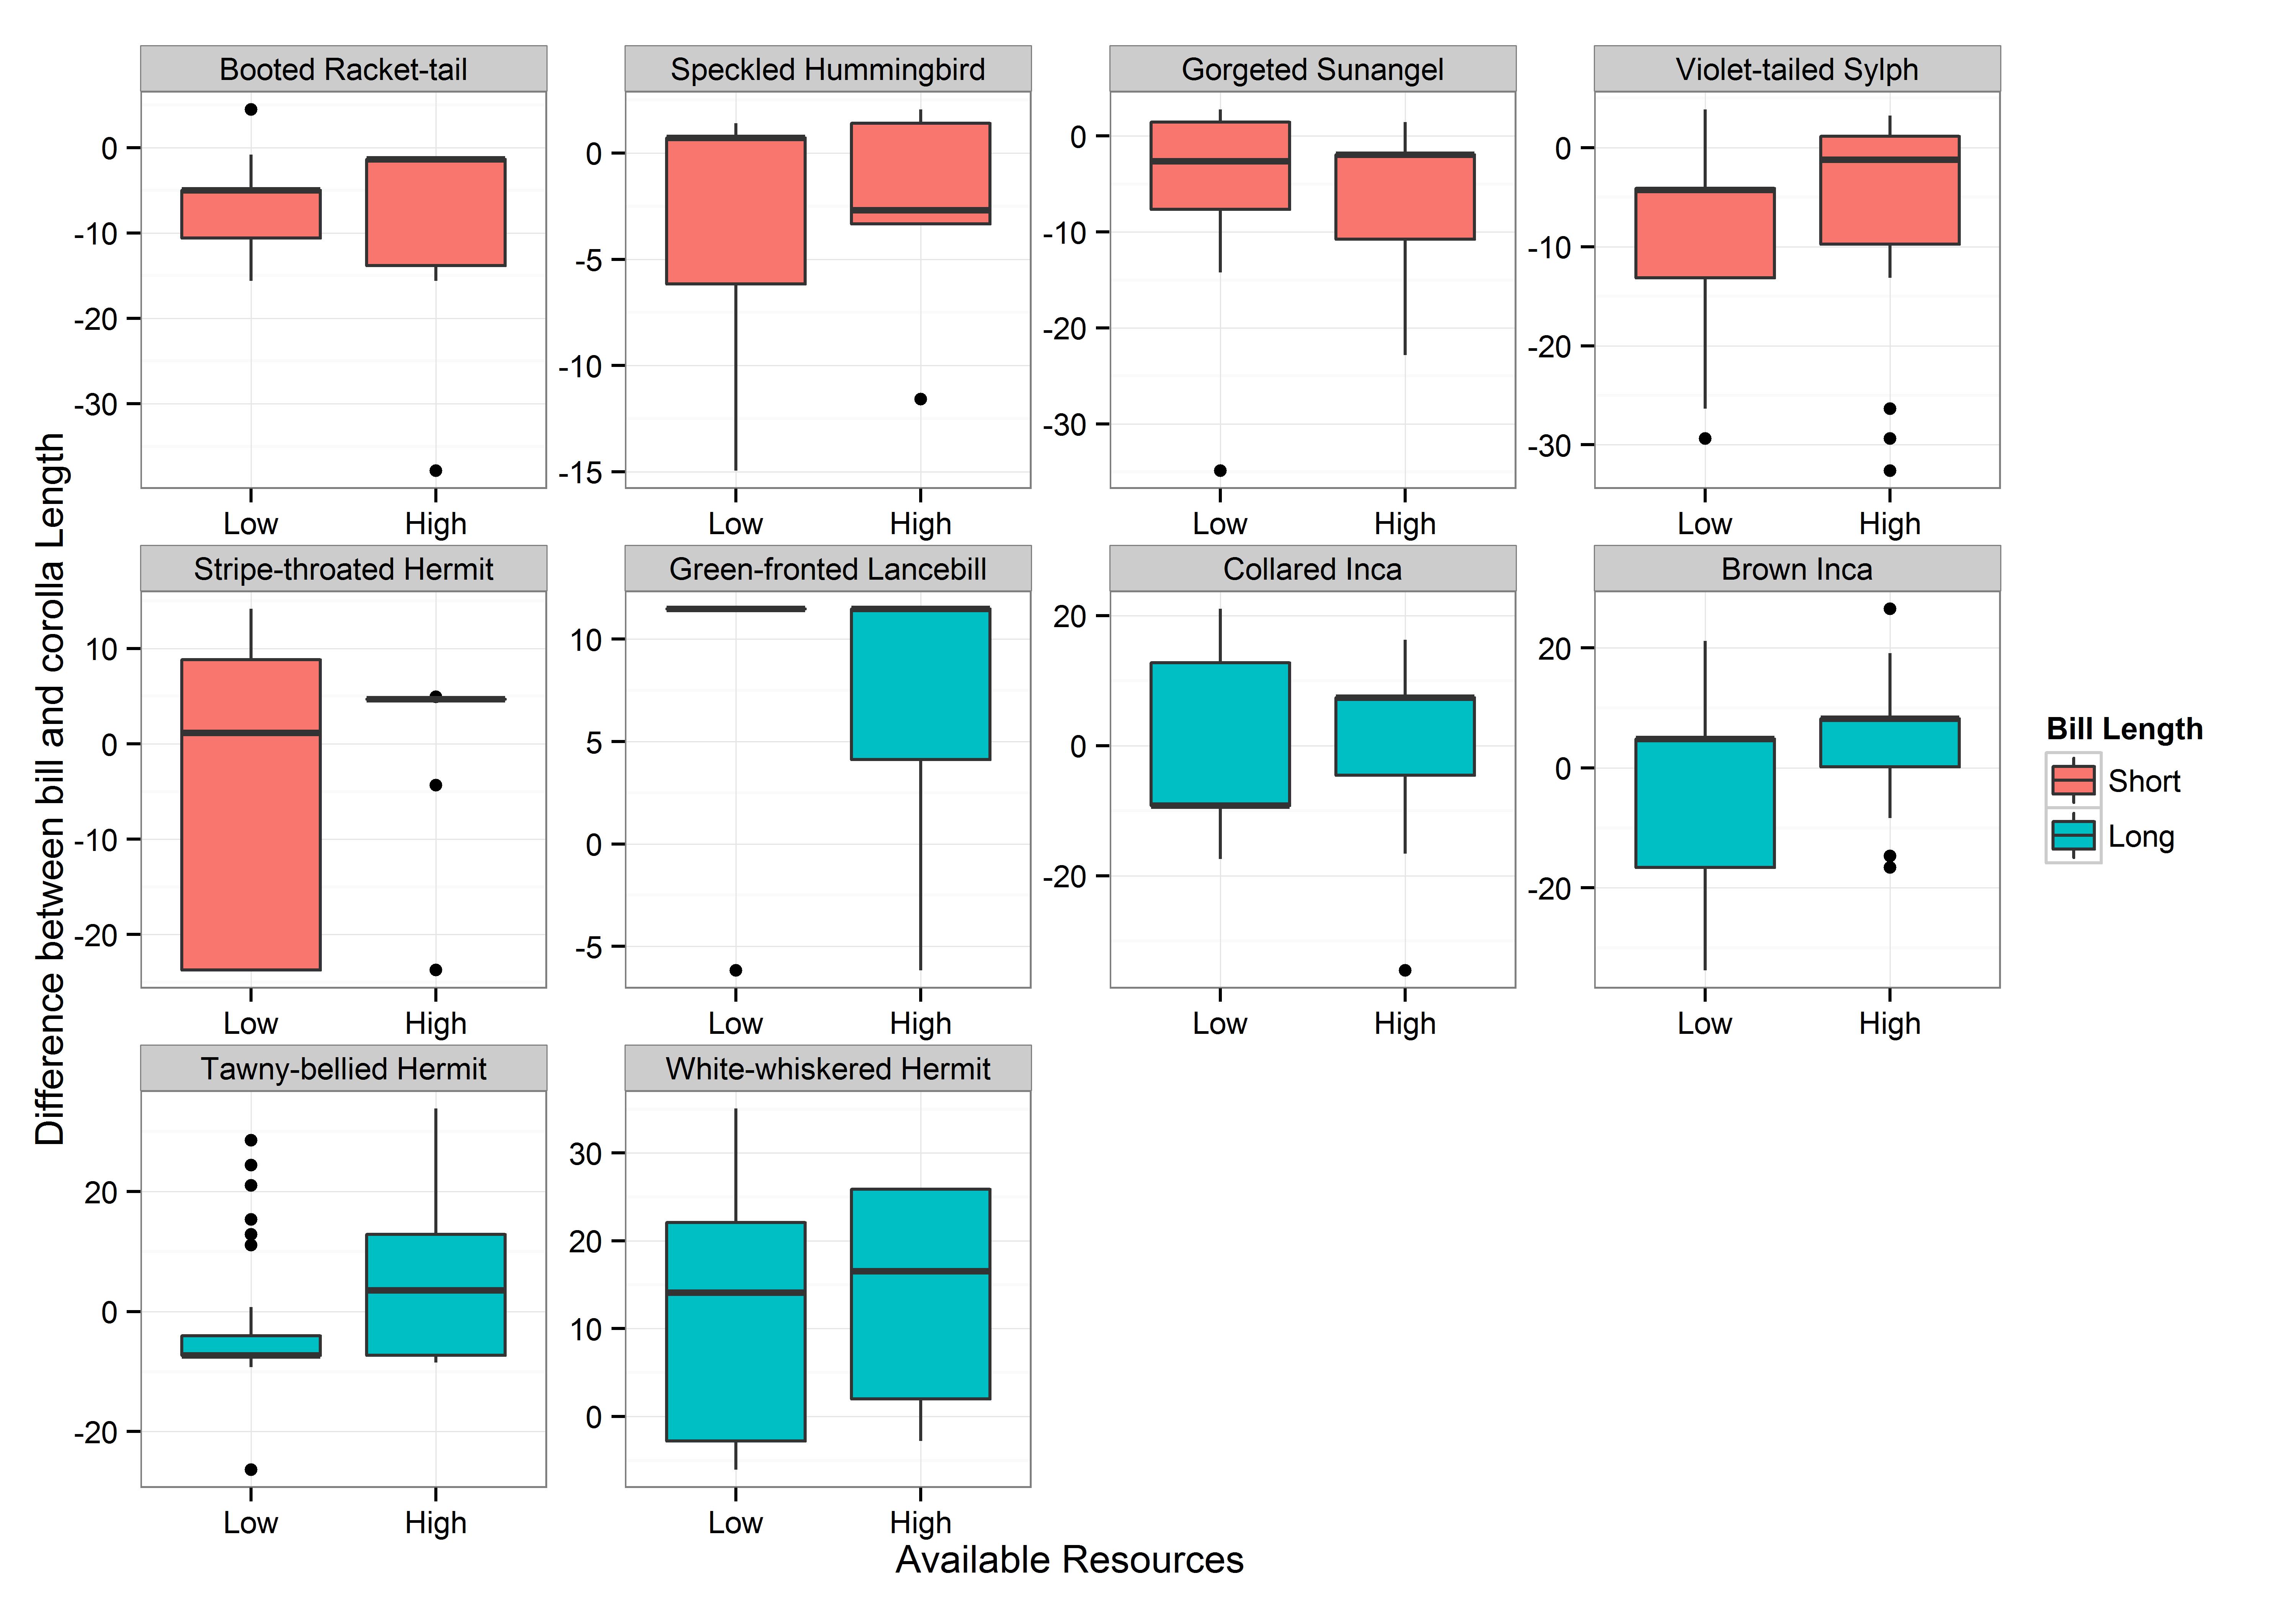 Booted Racket-tail
Speckled Hummingbird
Gorgeted Sunangel
Violet-tailed Sylph
0
-10
-20
-30
0
-5
-10
-15
0
-10
-20
-30
0
-10
-20
-30
Low High
Low High
Low High
Low High
Difference between bill and corolla Length
Stripe-throated Hermit
Green-fronted Lancebill
Collared Inca
Brown Inca
10
0
-10
-20
10
5
0
-5
20
0
-20
20
0
-20
Low High
Low High
Low High
Low High
Bill Length
Short
Long
Tawny-bellied Hermit
White-whiskered Hermit
20
0
-20
30
20
10
0
Low High
Low High
Available Resources